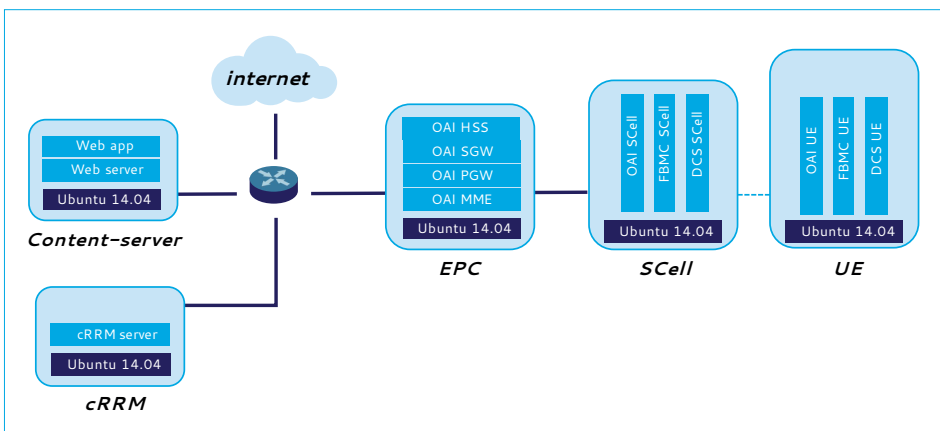 internet
Web app
Web server
Ubuntu 14.04
Content-server
cRRM server
Ubuntu 14.04
cRRM
OAI HSS
OAI SGW
OAI PGW
OAI MME
Ubuntu 14.04
EPC
OAI SCell
FBMC SCell
DCS SCell
Ubuntu 14.04
SCell
OAI UE
FBMC UE
DCS UE
Ubuntu 14.04
UE